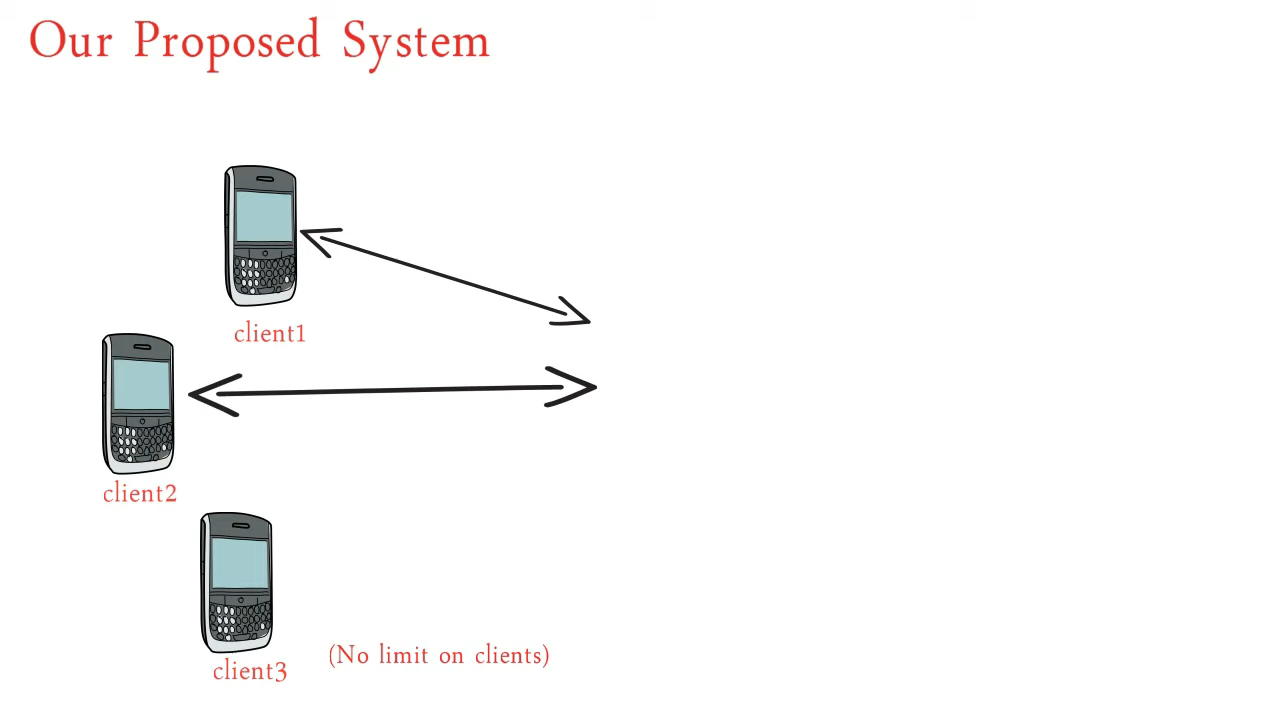 Our Proposed System
client1
client2
client3
(No limit on clients)